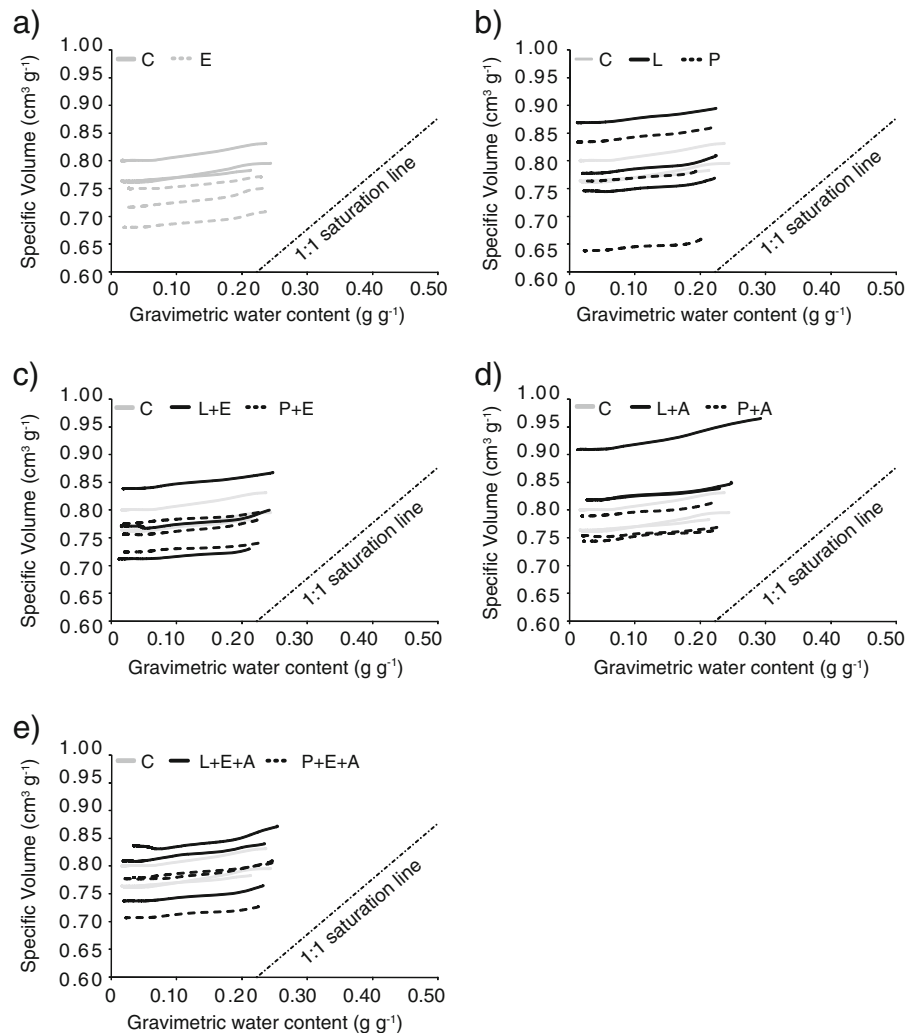 a)
C E
Specific Volume (cm³ g⁻¹)
1.00
0.95
0.90
0.85
0.80
0.75
0.70
0.65
0.60
1:1 saturation line
0 0.10 0.20 0.30 0.40 0.50
Gravimetric water content (g g⁻¹)
b)
C L P
Specific Volume (cm³ g⁻¹)
1.00
0.95
0.90
0.85
0.80
0.75
0.70
0.65
0.60
1:1 saturation line
0 0.10 0.20 0.30 0.40 0.50
Gravimetric water content (g g⁻¹)
c)
C L+E P+E
Specific Volume (cm³ g⁻¹)
1.00
0.95
0.90
0.85
0.80
0.75
0.70
0.65
0.60
1:1 saturation line
0 0.10 0.20 0.30 0.40 0.50
Gravimetric water content (g g⁻¹)
d)
C L+A P+A
Specific Volume (cm³ g⁻¹)
1.00
0.95
0.90
0.85
0.80
0.75
0.70
0.65
0.60
1:1 saturation line
0 0.10 0.20 0.30 0.40 0.50
Gravimetric water content (g g⁻¹)
e)
C L+E+A P+E+A
Specific Volume (cm³ g⁻¹)
1.00
0.95
0.90
0.85
0.80
0.75
0.70
0.65
0.60
1:1 saturation line
0 0.10 0.20 0.30 0.40 0.50
Gravimetric water content (g g⁻¹)